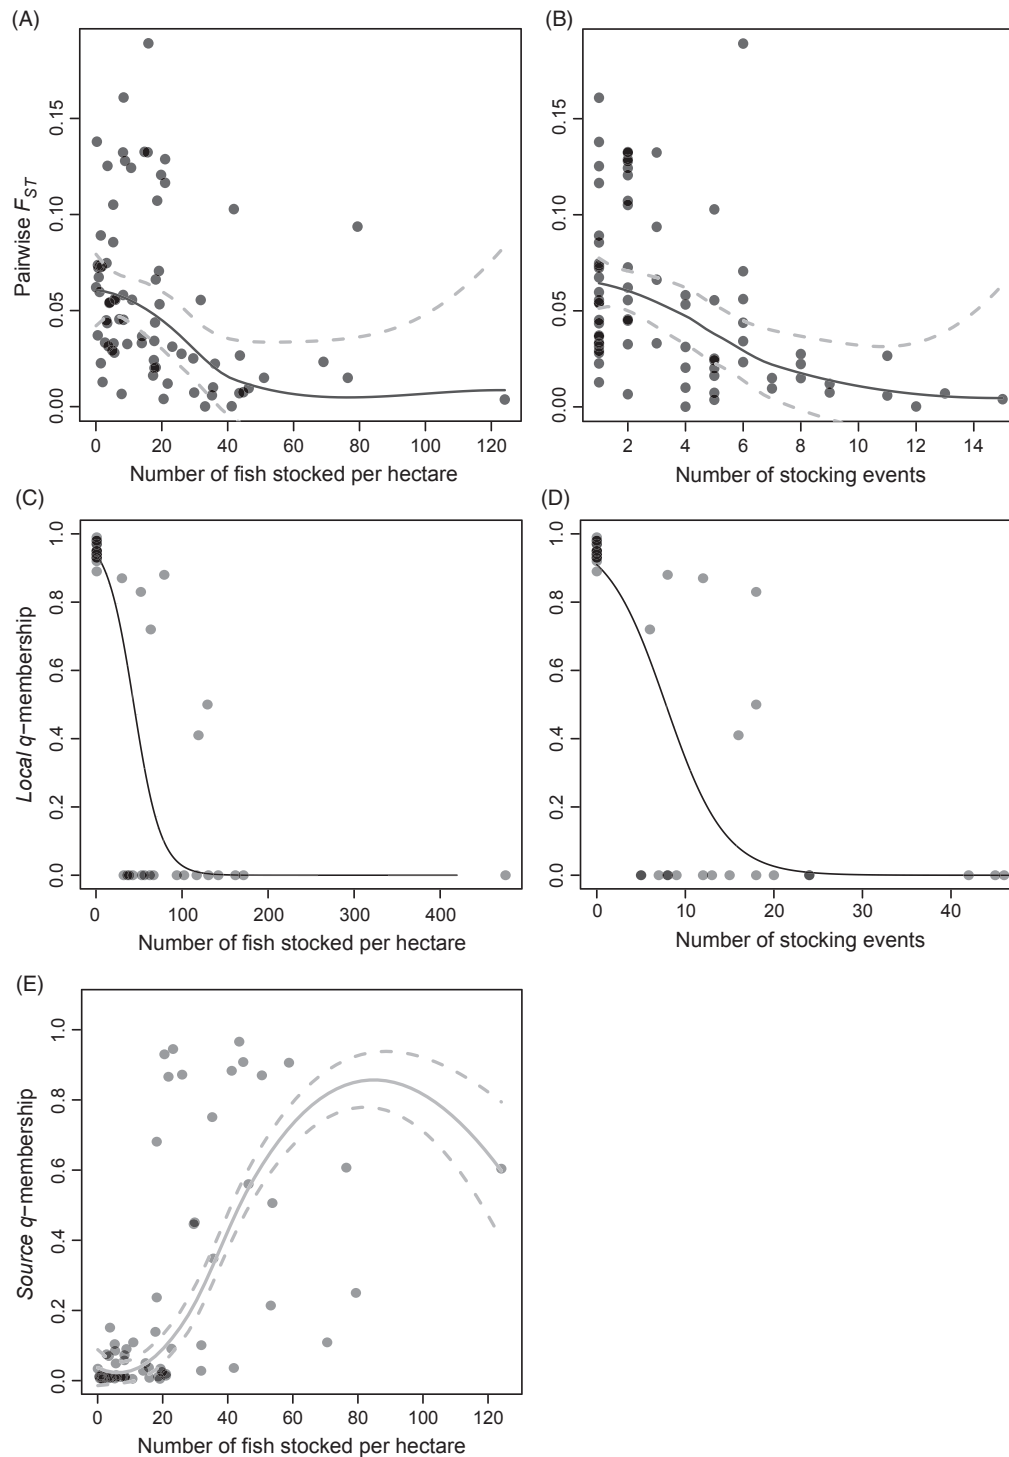 (A)
(B)
Pairwise FST
0.15
0.10
0.05
0.00
0 20 40 60 80 100 120
Number of fish stocked per hectare
0.15
0.10
0.05
0.00
2 4 6 8 10 12 14
Number of stocking events
(C)
(D)
Local q−membership
1.0
0.8
0.6
0.4
0.2
0.0
0 100 200 300 400
Number of fish stocked per hectare
1.0
0.8
0.6
0.4
0.2
0.0
0 10 20 30 40
Number of stocking events
(E)
Source q−membership
1.0
0.8
0.6
0.4
0.2
0.0
0 20 40 60 80 100 120
Number of fish stocked per hectare